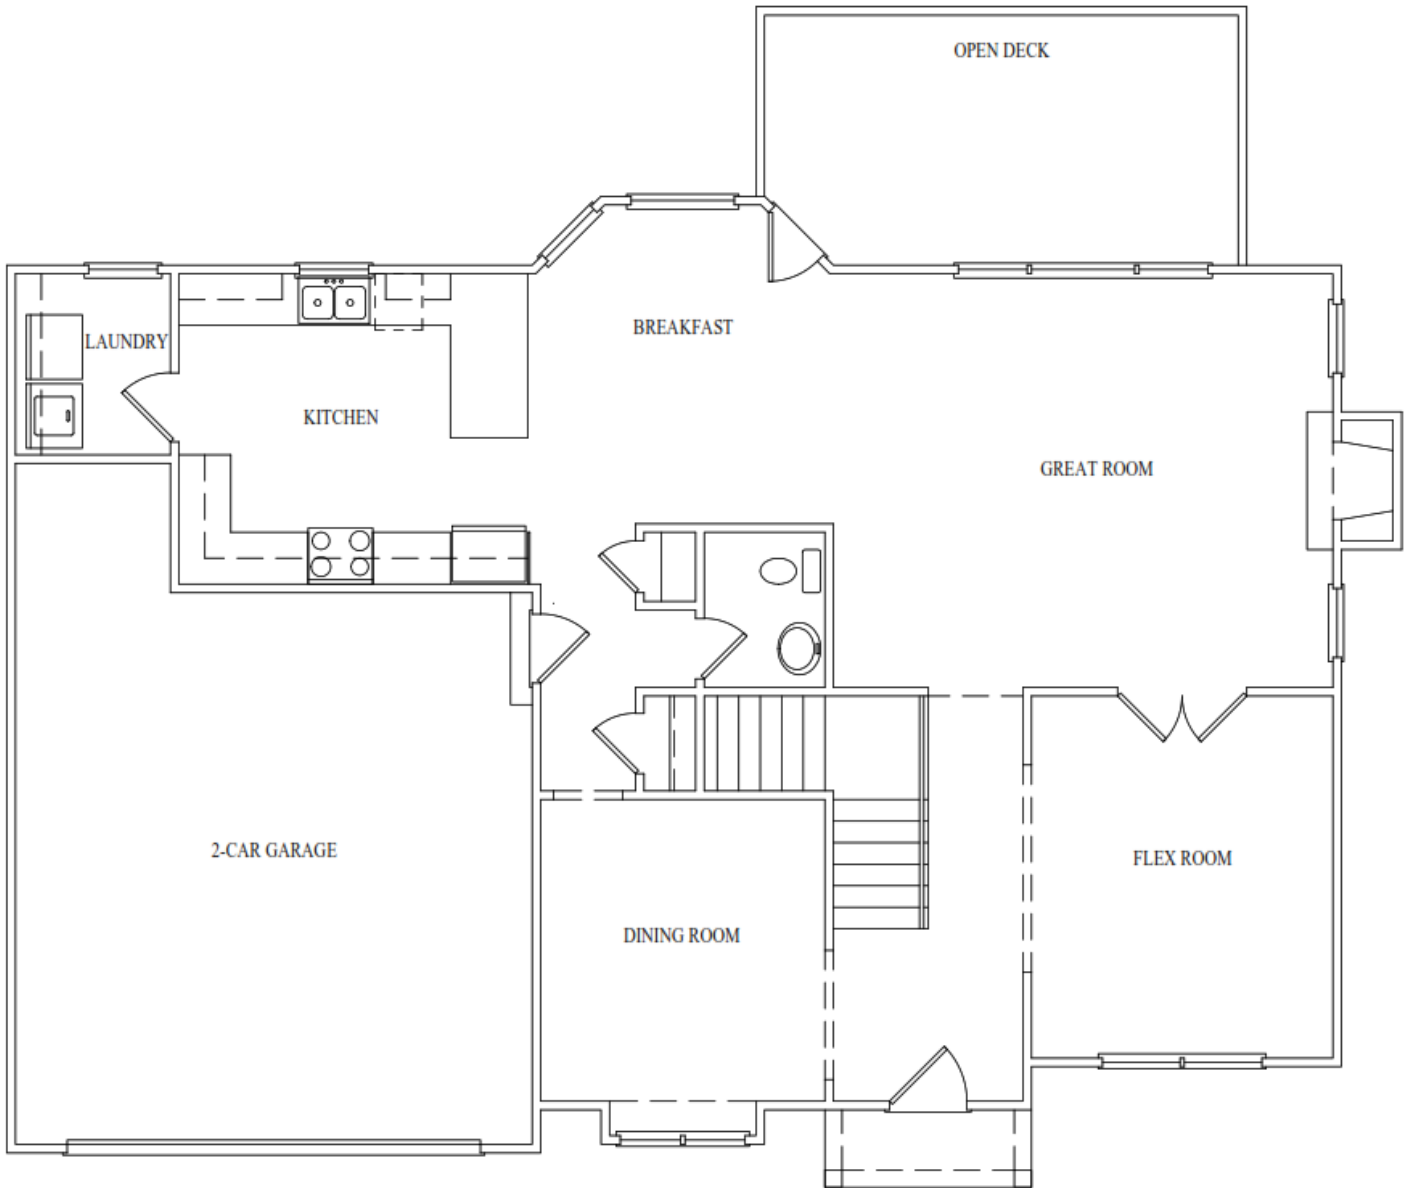 OPEN DECK
BREAKFAST
LAUNDRY
KITCHEN
GREAT ROOM
2-CAR GARAGE
FLEX ROOM
DINING ROOM